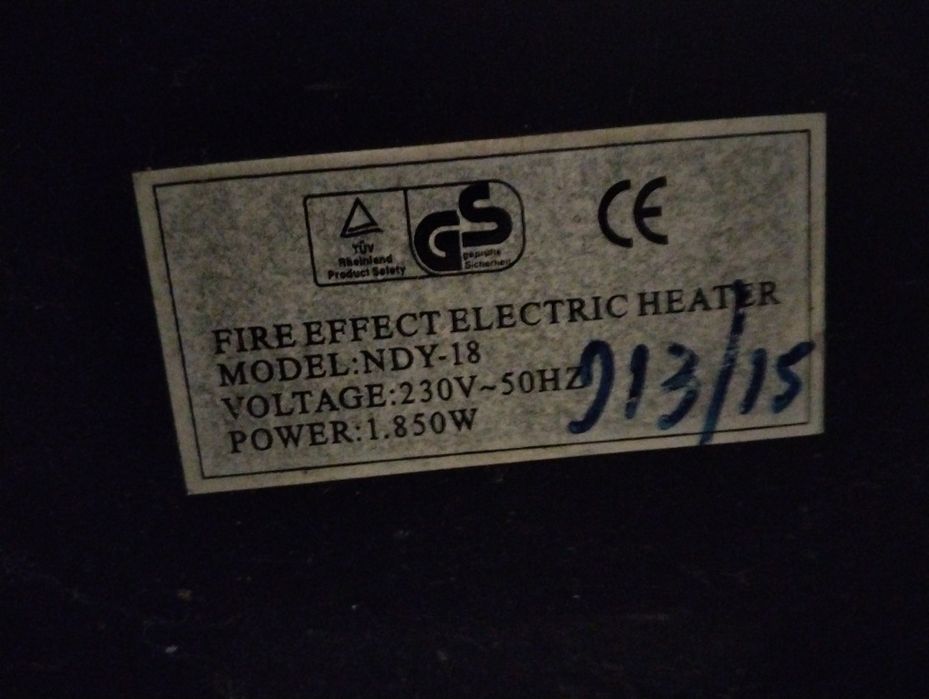 TÜV
Rheinland
Product Safety
GS
geprüfte
Sicherheit
CE
FIRE EFFECT ELECTRIC HEATER
MODEL:NDY-18
VOLTAGE:230V~50HZ
POWER:1.850W
913/15